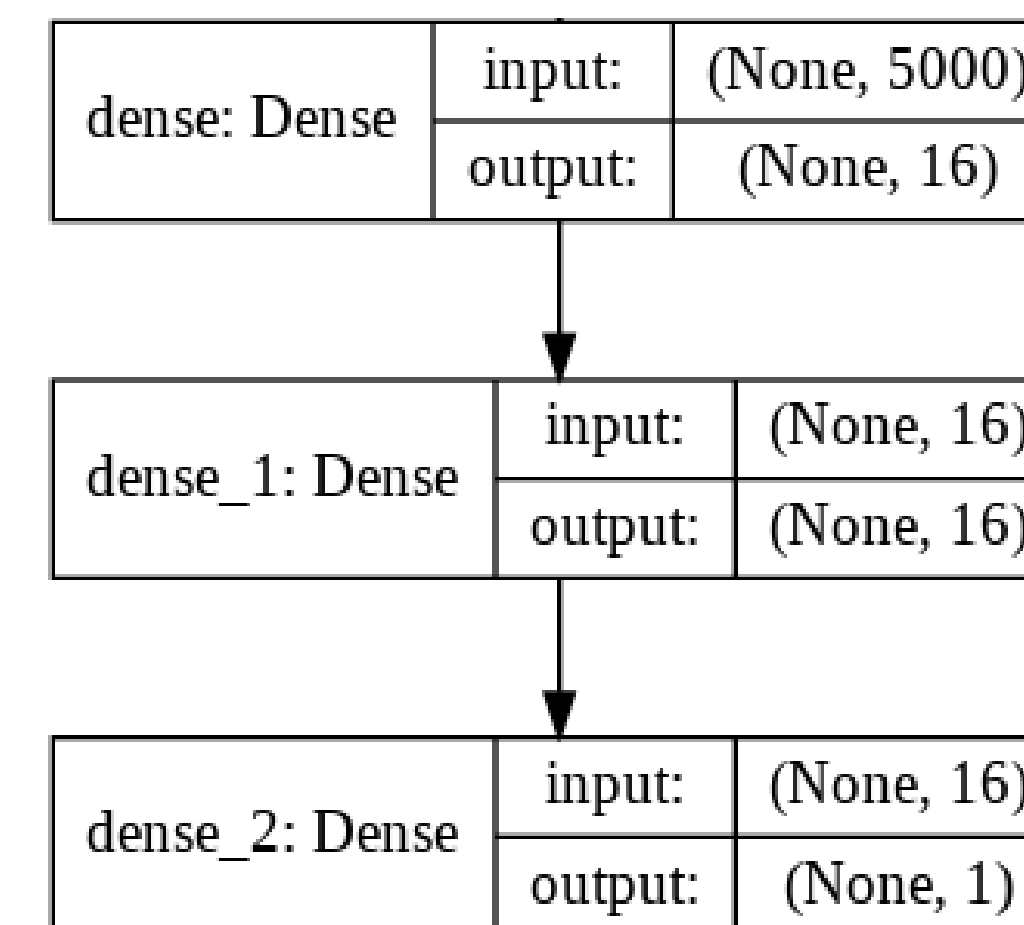 dense: Dense
input:
(None, 5000)
output:
(None, 16)
dense_1: Dense
input:
(None, 16)
output:
(None, 16)
dense_2: Dense
input:
(None, 16)
output:
(None, 1)